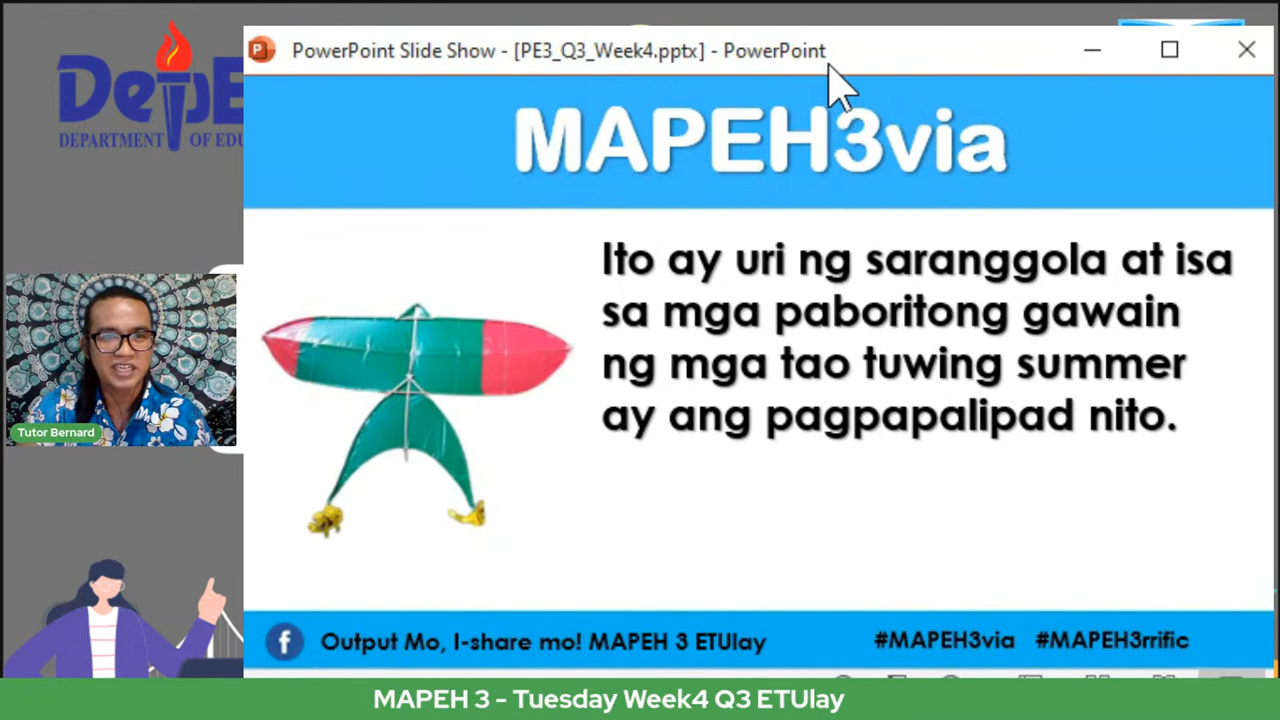 DepE
DEPARTMENT OF EDU
PowerPoint Slide Show - [PE3_Q3_Week4.pptx] - PowerPoint
MAPEH3via
Ito ay uri ng saranggola at isa
sa mga paboritong gawain
ng mga tao tuwing summer
ay ang pagpapalipad nito.
Tutor Bernard
Output Mo, I-share mo! MAPEH 3 ETUlay
#MAPEH3via #MAPEH3rrific
MAPEH 3 - Tuesday Week4 Q3 ETUlay